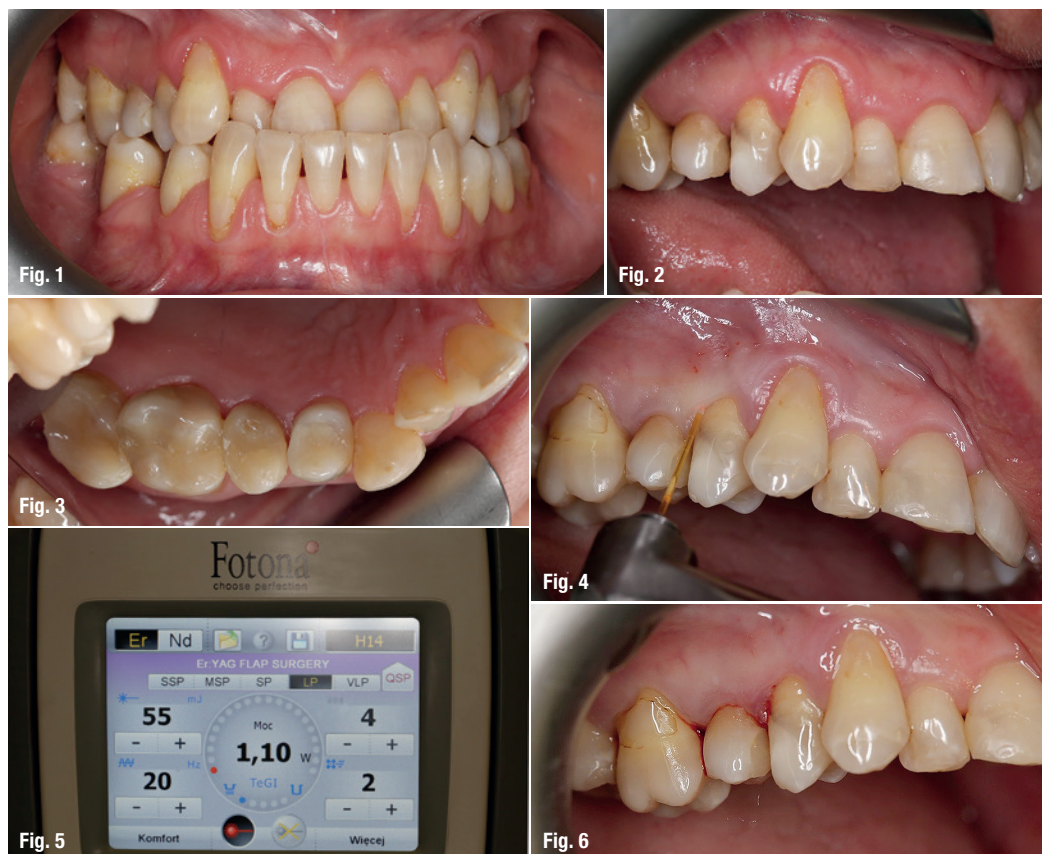 Fig. 1
Fig. 2
Fig. 3
Fig. 4
Fotona
choose perfection
Er Nd ? H14
Er:YAG FLAP SURGERY
SSP MSP SP LP VLP QSP
mJ
55 Moc 4
- + 1,10 W - +
Hz
20 TeGI 2
- + - +
Komfort Więcej
Fig. 5
Fig. 6